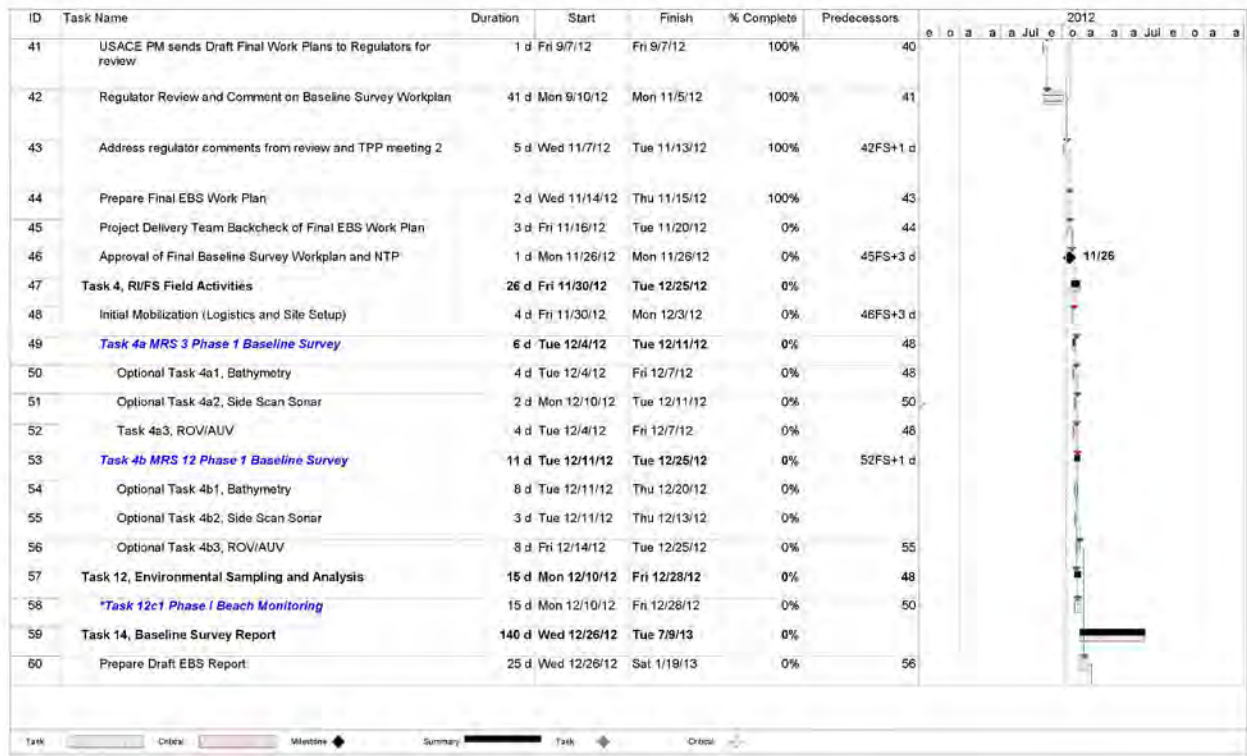 ID Task Name Duration Start Finish % Complete Predecessors 2012
e o a a a Jul e o a a a Jul e o a a
41 USACE PM sends Draft Final Work Plans to Regulators for 1 d Fri 9/7/12 Fri 9/7/12 100% 40
review
42 Regulator Review and Comment on Baseline Survey Workplan 41 d Mon 9/10/12 Mon 11/5/12 100% 41
43 Address regulator comments from review and TPP meeting 2 5 d Wed 11/7/12 Tue 11/13/12 100% 42FS+1 d
44 Prepare Final EBS Work Plan 2 d Wed 11/14/12 Thu 11/15/12 100% 43
45 Project Delivery Team Backcheck of Final EBS Work Plan 3 d Fri 11/16/12 Tue 11/20/12 0% 44
46 Approval of Final Baseline Survey Workplan and NTP 1 d Mon 11/26/12 Mon 11/26/12 0% 45FS+3 d 11/26
47 Task 4, RI/FS Field Activities 26 d Fri 11/30/12 Tue 12/25/12 0%
48 Initial Mobilization (Logistics and Site Setup) 4 d Fri 11/30/12 Mon 12/3/12 0% 46FS+3 d
49 Task 4a MRS 3 Phase 1 Baseline Survey 6 d Tue 12/4/12 Tue 12/11/12 0% 48
50 Optional Task 4a1, Bathymetry 4 d Tue 12/4/12 Fri 12/7/12 0% 48
51 Optional Task 4a2, Side Scan Sonar 2 d Mon 12/10/12 Tue 12/11/12 0% 50
52 Task 4a3, ROV/AUV 4 d Tue 12/4/12 Fri 12/7/12 0% 48
53 Task 4b MRS 12 Phase 1 Baseline Survey 11 d Tue 12/11/12 Tue 12/25/12 0% 52FS+1 d
54 Optional Task 4b1, Bathymetry 8 d Tue 12/11/12 Thu 12/20/12 0%
55 Optional Task 4b2, Side Scan Sonar 3 d Tue 12/11/12 Thu 12/13/12 0%
56 Optional Task 4b3, ROV/AUV 8 d Fri 12/14/12 Tue 12/25/12 0% 55
57 Task 12, Environmental Sampling and Analysis 15 d Mon 12/10/12 Fri 12/28/12 0% 48
58 *Task 12c1 Phase I Beach Monitoring 15 d Mon 12/10/12 Fri 12/28/12 0% 50
59 Task 14, Baseline Survey Report 140 d Wed 12/26/12 Tue 7/9/13 0%
60 Prepare Draft EBS Report 25 d Wed 12/26/12 Sat 1/19/13 0% 56
Task Critical Milestone Summary Task Critical